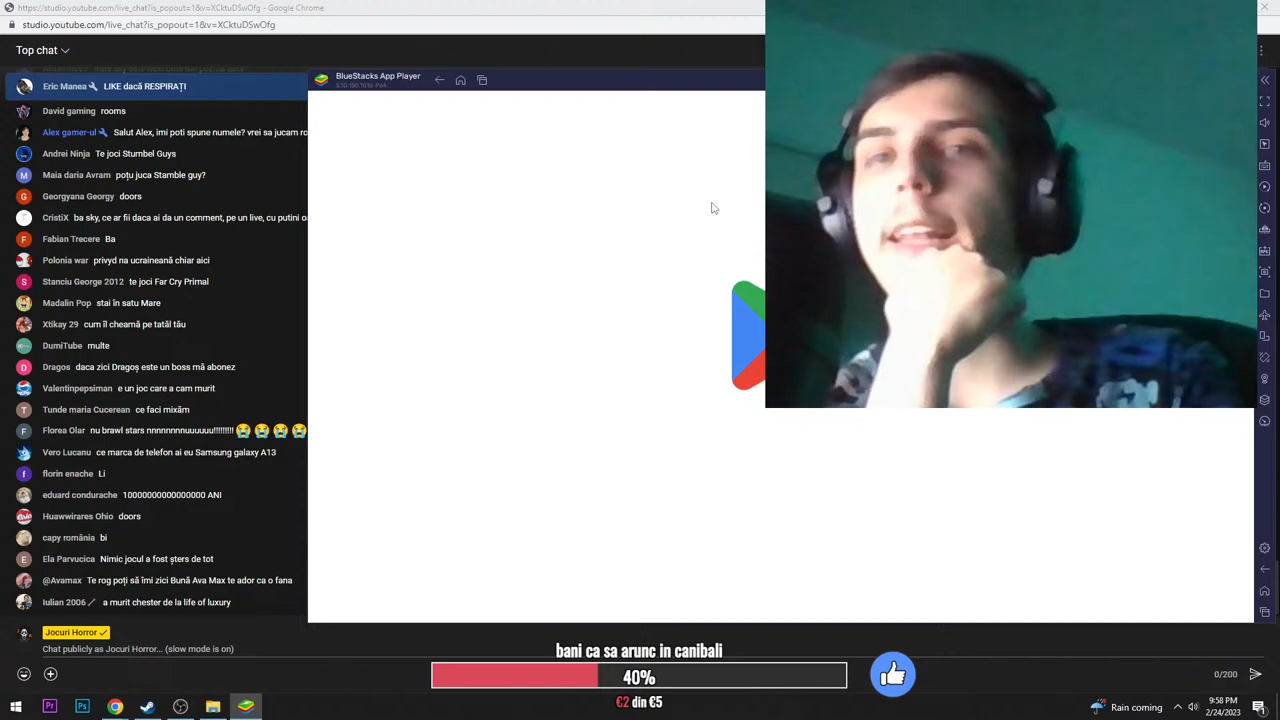 https://studio.youtube.com/live_chat?is_popout=1&v=XCktuDSwOfg - Google Chrome
studio.youtube.com/live_chat?is_popout=1&v=XCktuDSwOfg
Top chat
BlueStacks App Player
Eric Manea LIKE dacă RESPIRAȚI
David gaming rooms
Alex gamer-ul Salut Alex, imi poti spune numele? vrei sa jucam ro
Andrei Ninja Te joci Stumbel Guys
Maia daria Avram poțu juca Stamble guy?
Georgyana Georgy doors
CristiX ba sky, ce ar fii daca ai da un comment, pe un live, cu putini oa
Fabian Trecere Ba
Polonia war privyd na ucraineană chiar aici
Stanciu George 2012 te joci Far Cry Primal
Madalin Pop stai în satu Mare
Xtikay 29 cum îl cheamă pe tatăl tău
DumiTube multe
Dragos daca zici Dragoș este un boss mă abonez
Valentinpepsiman e un joc care a cam murit
Tunde maria Cucerean ce faci mixăm
Florea Olar nu brawl stars nnnnnnnnuuuuuu!!!!!!!!! 😭😭😭😭
Vero Lucanu ce marca de telefon ai eu Samsung galaxy A13
florin enache Li
eduard condurache 10000000000000000 ANI
Huawwirares Ohio doors
capy românia bi
Ela Parvucica Nimic jocul a fost șters de tot
@Avamax Te rog poți să îmi zici Bună Ava Max te ador ca o fana
Iulian 2006 a murit chester de la life of luxury
Jocuri Horror
Chat publicly as Jocuri Horror... (slow mode is on)
0/200
bani ca sa arunc in canibali
40%
€2 din €5
Pr
Ps
Rain coming
9:58 PM
2/24/2023